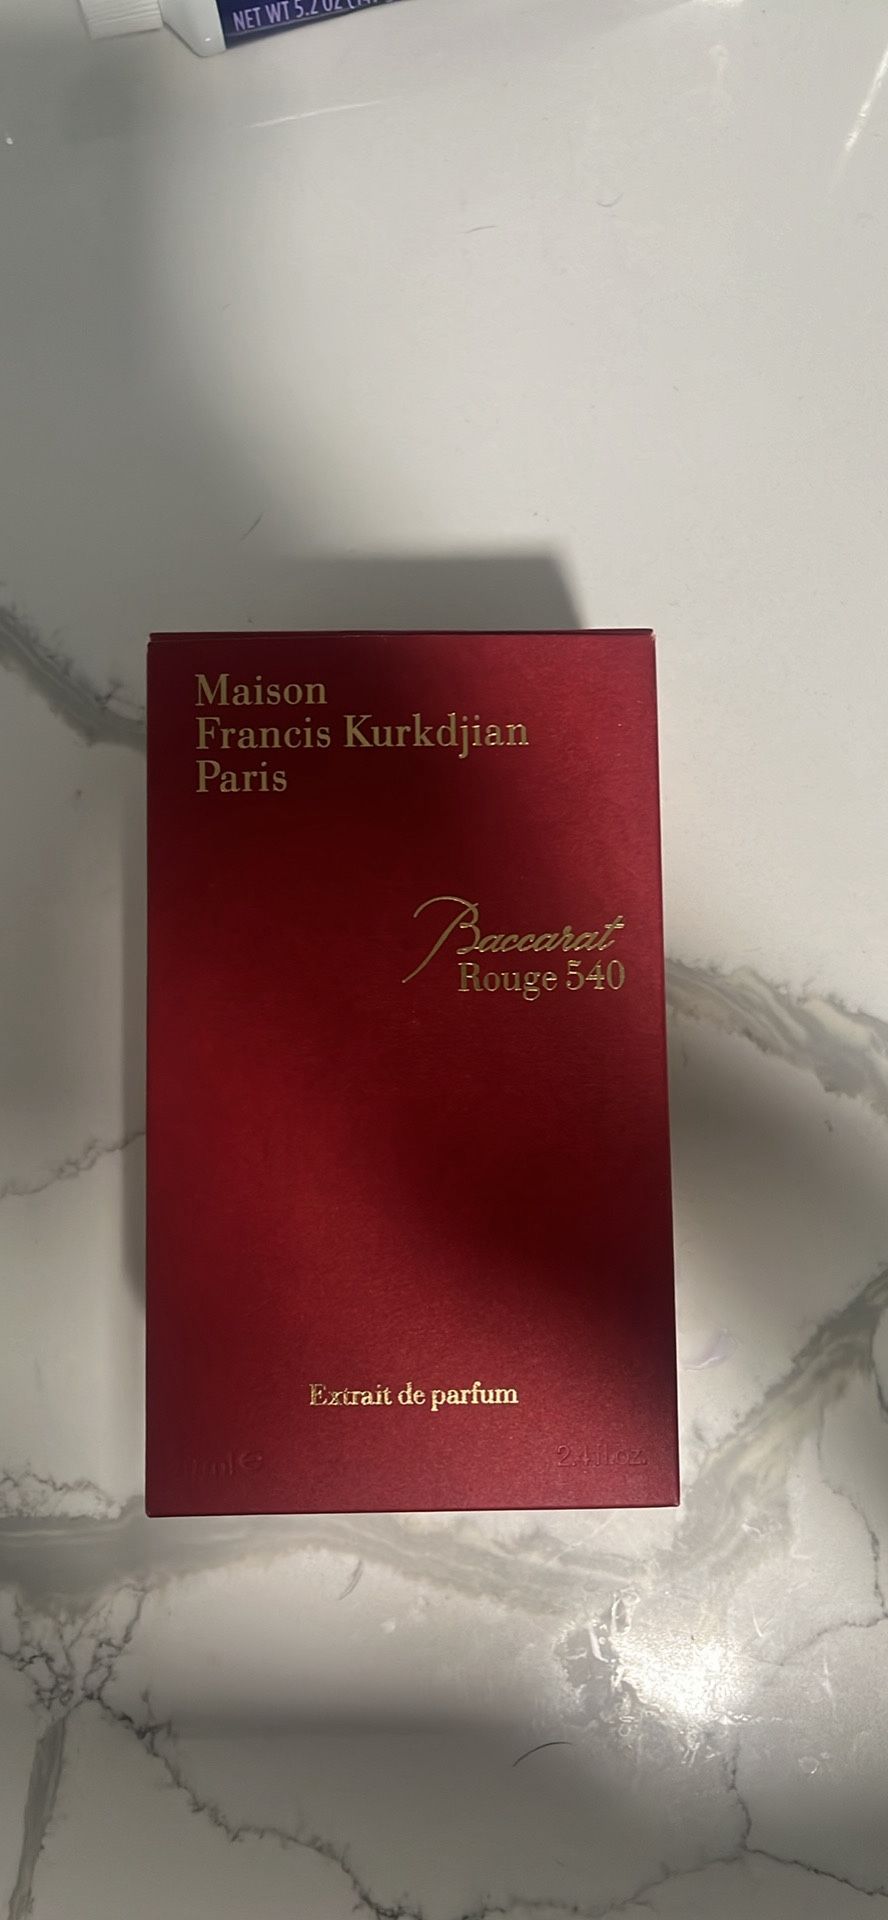 NET WT 5.2 OZ
Maison
Francis Kurkdjian
Paris
Baccarat
Rouge 540
Extrait de parfum
ml e
2.4 fl.oz.